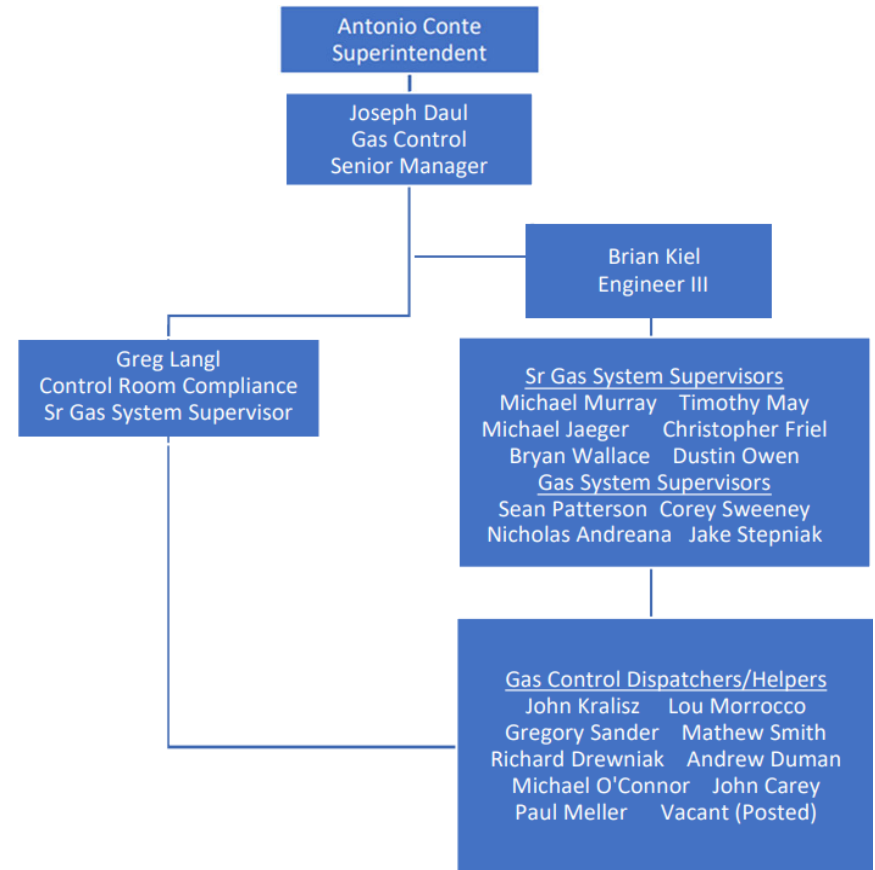 Antonio Conte
Superintendent
Joseph Daul
Gas Control
Senior Manager
Brian Kiel
Engineer III
Greg Langl
Control Room Compliance
Sr Gas System Supervisor
Sr Gas System Supervisors
Michael Murray Timothy May
Michael Jaeger Christopher Friel
Bryan Wallace Dustin Owen
Gas System Supervisors
Sean Patterson Corey Sweeney
Nicholas Andreana Jake Stepniak
Gas Control Dispatchers/Helpers
John Kralisz Lou Morrocco
Gregory Sander Mathew Smith
Richard Drewniak Andrew Duman
Michael O'Connor John Carey
Paul Meller Vacant (Posted)